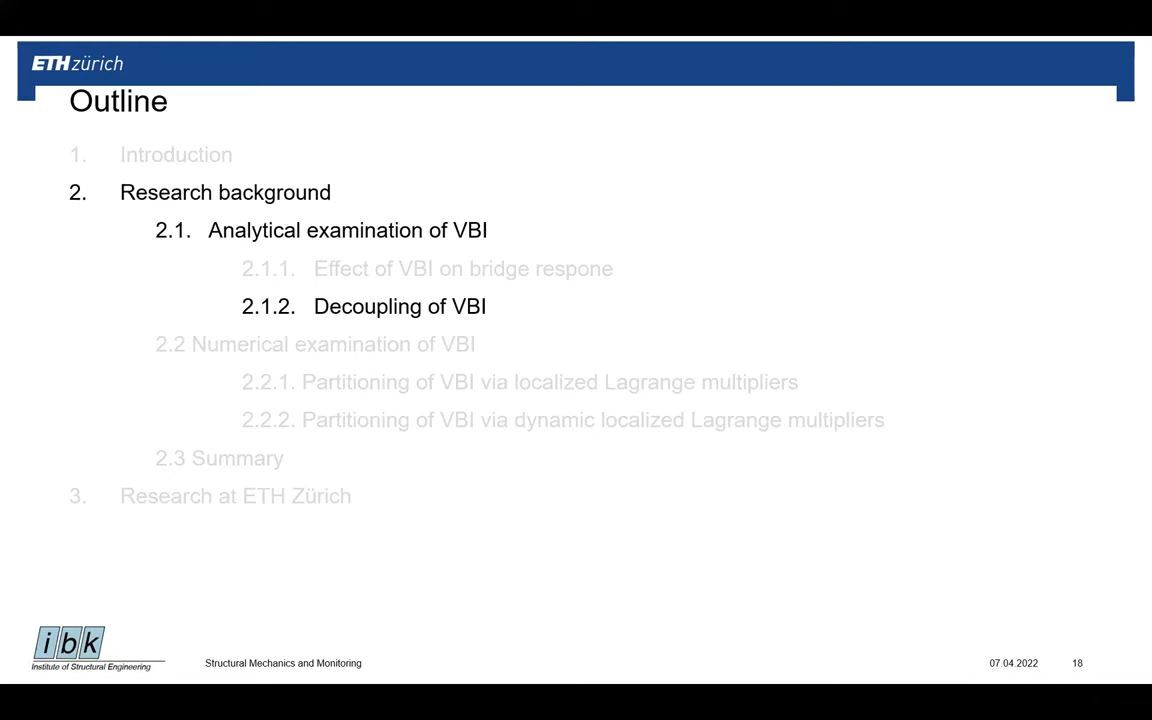 ETH zürich
Outline
1. Introduction
2. Research background
2.1. Analytical examination of VBI
2.1.1. Effect of VBI on bridge respone
2.1.2. Decoupling of VBI
2.2 Numerical examination of VBI
2.2.1. Partitioning of VBI via localized Lagrange multipliers
2.2.2. Partitioning of VBI via dynamic localized Lagrange multipliers
2.3 Summary
3. Research at ETH Zürich
ibk
Institute of Structural Engineering
Structural Mechanics and Monitoring
07.04.2022
18